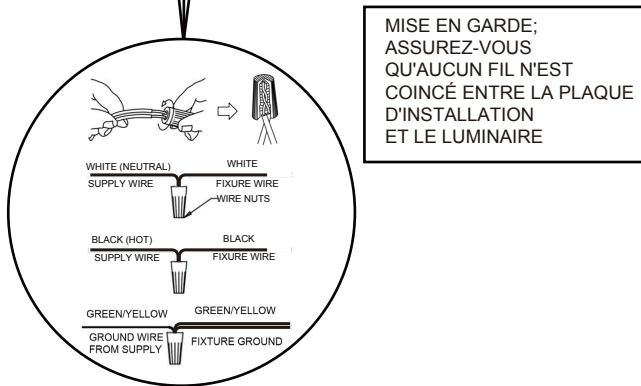 MISE EN GARDE;
ASSUREZ-VOUS
QU'AUCUN FIL N'EST
COINCÉ ENTRE LA PLAQUE
D'INSTALLATION
ET LE LUMINAIRE
WHITE (NEUTRAL) WHITE
SUPPLY WIRE FIXURE WIRE
WIRE NUTS
BLACK (HOT) BLACK
SUPPLY WIRE FIXURE WIRE
GREEN/YELLOW GREEN/YELLOW
GROUND WIRE FIXTURE GROUND
FROM SUPPLY